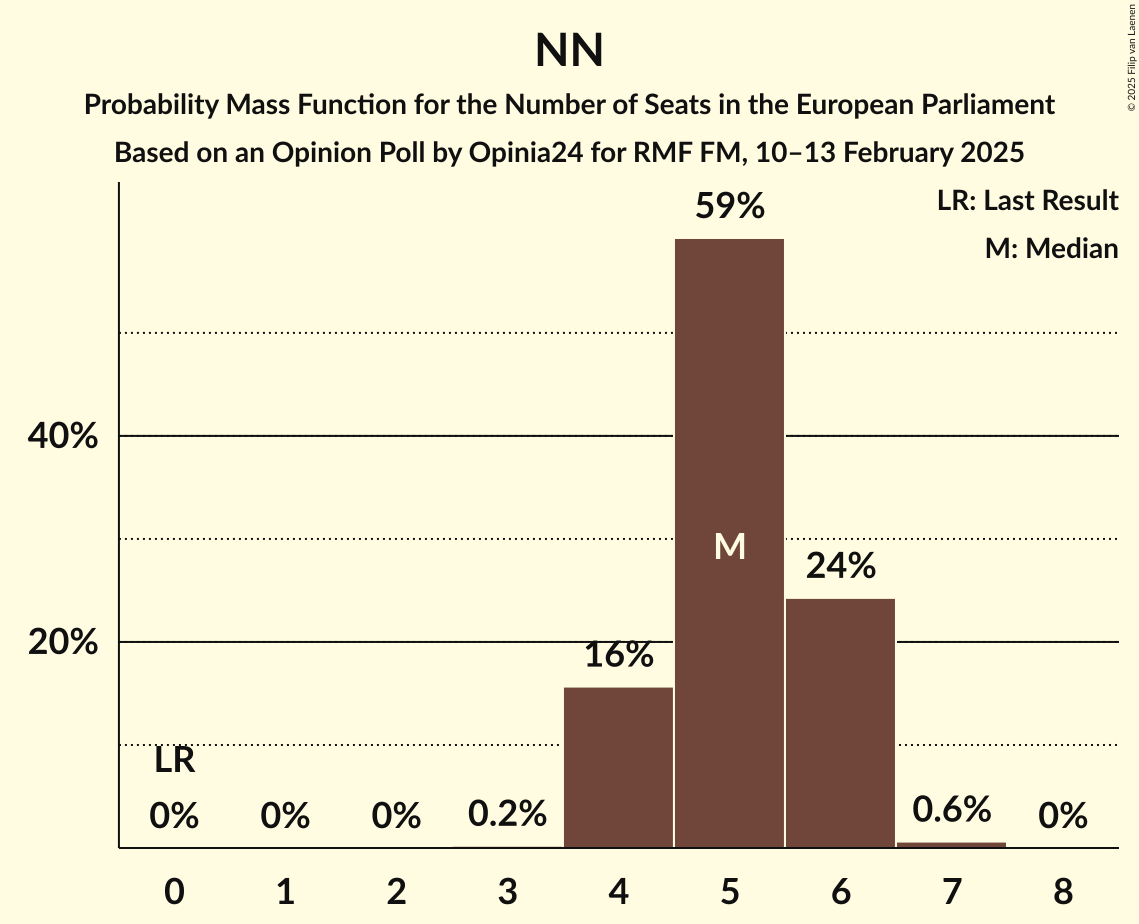 NN
Probability Mass Function for the Number of Seats in the European Parliament
Based on an Opinion Poll by Opinia24 for RMF FM, 10–13 February 2025
© 2025 Filip van Laenen
LR: Last Result
M: Median
59%
40%
M
24%
20%
16%
LR
0%
0%
0%
0.2%
0.6%
0%
0 1 2 3 4 5 6 7 8